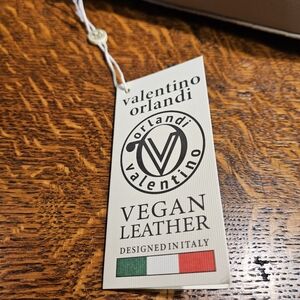 valentino
orlandi
orlandi
V
valentino
VEGAN
LEATHER
DESIGNED IN ITALY